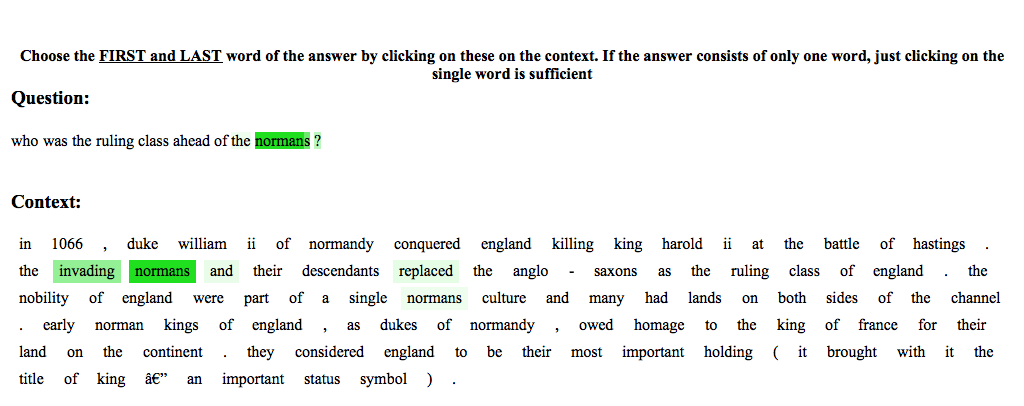 Choose the FIRST and LAST word of the answer by clicking on these on the context. If the answer consists of only one word, just clicking on the
single word is sufficient
Question:
who was the ruling class ahead of the normans ?
Context:
in 1066 , duke william ii of normandy conquered england killing king harold ii at the battle of hastings .
the invading normans and their descendants replaced the anglo - saxons as the ruling class of england . the
nobility of england were part of a single normans culture and many had lands on both sides of the channel
. early norman kings of england , as dukes of normandy , owed homage to the king of france for their
land on the continent . they considered england to be their most important holding ( it brought with it the
title of king â€” an important status symbol ) .